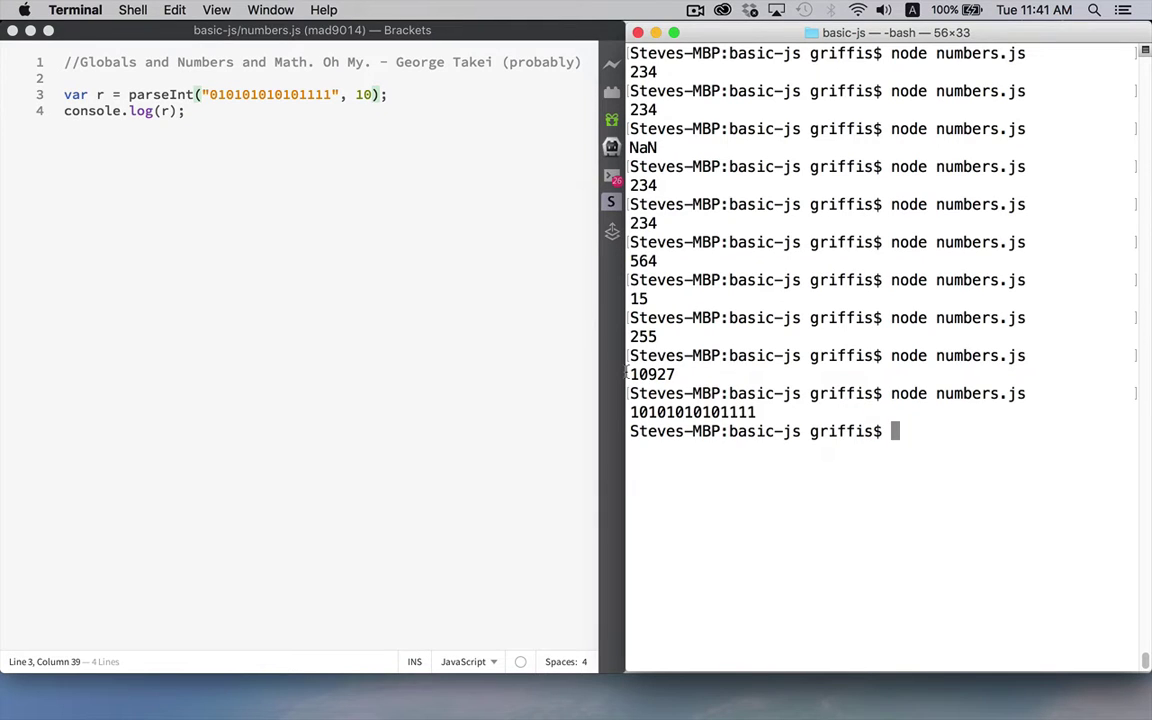 Terminal Shell Edit View Window Help
A 100% Tue 11:41 AM
basic-js/numbers.js (mad9014) — Brackets
1 //Globals and Numbers and Math. Oh My. - George Takei (probably)
2
3 var r = parseInt("010101010101111", 10);
4 console.log(r);
26
S
Line 3, Column 39 — 4 Lines
INS
JavaScript
Spaces: 4
basic-js — -bash — 56×33
Steves-MBP:basic-js griffis$ node numbers.js
234
Steves-MBP:basic-js griffis$ node numbers.js
234
Steves-MBP:basic-js griffis$ node numbers.js
NaN
Steves-MBP:basic-js griffis$ node numbers.js
234
Steves-MBP:basic-js griffis$ node numbers.js
234
Steves-MBP:basic-js griffis$ node numbers.js
564
Steves-MBP:basic-js griffis$ node numbers.js
15
Steves-MBP:basic-js griffis$ node numbers.js
255
Steves-MBP:basic-js griffis$ node numbers.js
10927
Steves-MBP:basic-js griffis$ node numbers.js
10101010101111
Steves-MBP:basic-js griffis$